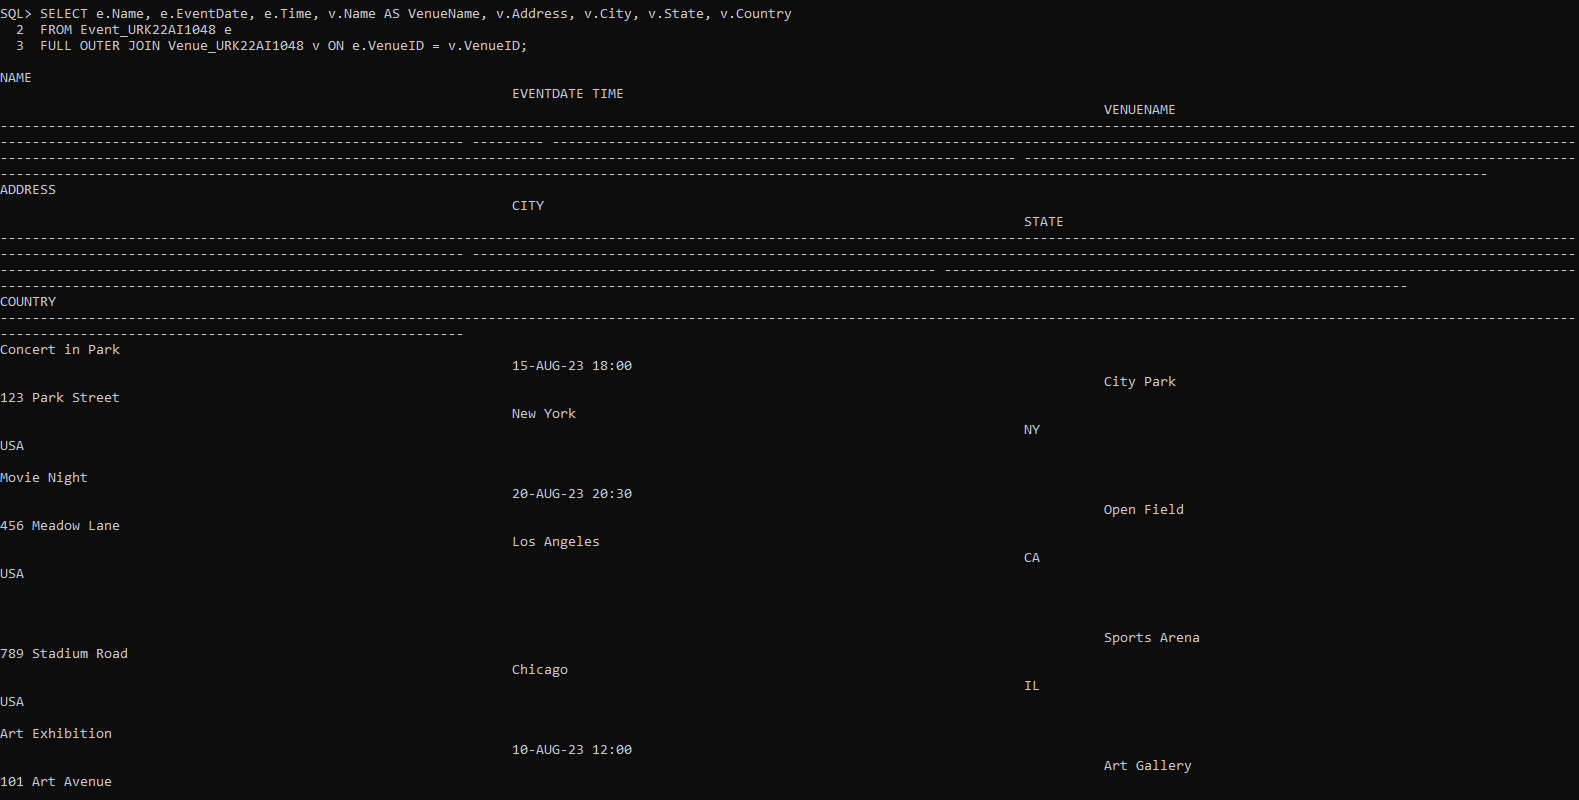 SQL> SELECT e.Name, e.EventDate, e.Time, v.Name AS VenueName, v.Address, v.City, v.State, v.Country
2 FROM Event_URK22AI1048 e
3 FULL OUTER JOIN Venue_URK22AI1048 v ON e.VenueID = v.VenueID;
NAME
EVENTDATE TIME
VENUENAME
ADDRESS
CITY
STATE
COUNTRY
Concert in Park
15-AUG-23 18:00
City Park
123 Park Street
New York
NY
USA
Movie Night
20-AUG-23 20:30
Open Field
456 Meadow Lane
Los Angeles
CA
USA
Sports Arena
789 Stadium Road
Chicago
IL
USA
Art Exhibition
10-AUG-23 12:00
Art Gallery
101 Art Avenue